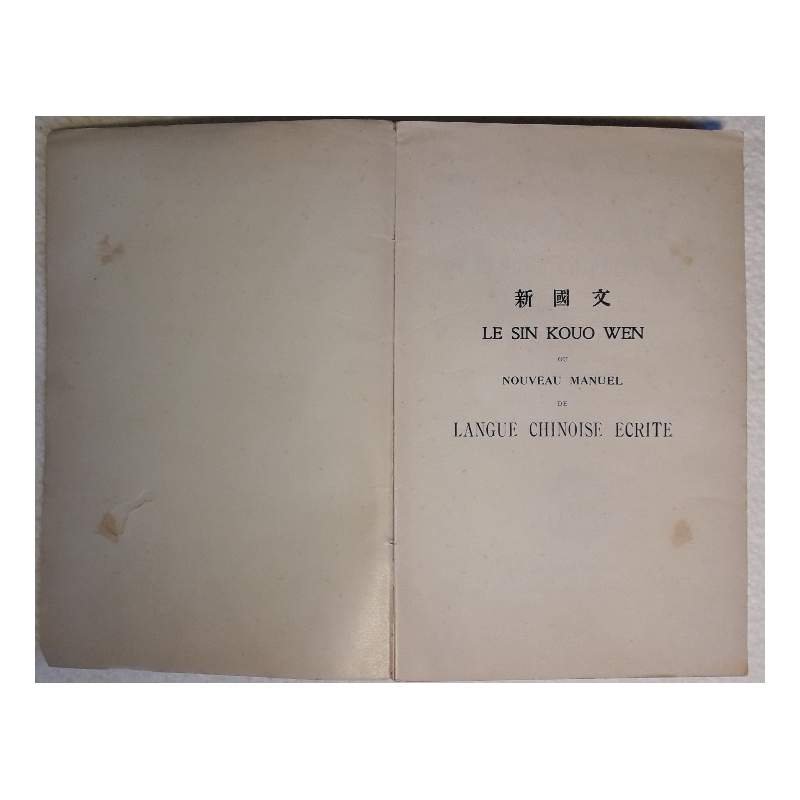 新國文
LE SIN KOUO WEN
OU
NOUVEAU MANUEL
DE
LANGUE CHINOISE ECRITE